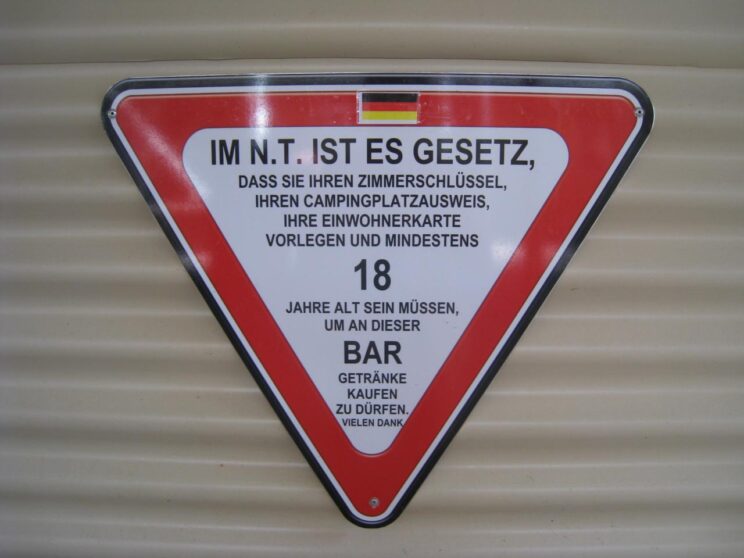 IM N.T. IST ES GESETZ,
DASS SIE IHREN ZIMMERSCHLÜSSEL,
IHREN CAMPINGPLATZAUSWEIS,
IHRE EINWOHNERKARTE
VORLEGEN UND MINDESTENS
18
JAHRE ALT SEIN MÜSSEN,
UM AN DIESER
BAR
GETRÄNKE
KAUFEN
ZU DÜRFEN.
VIELEN DANK